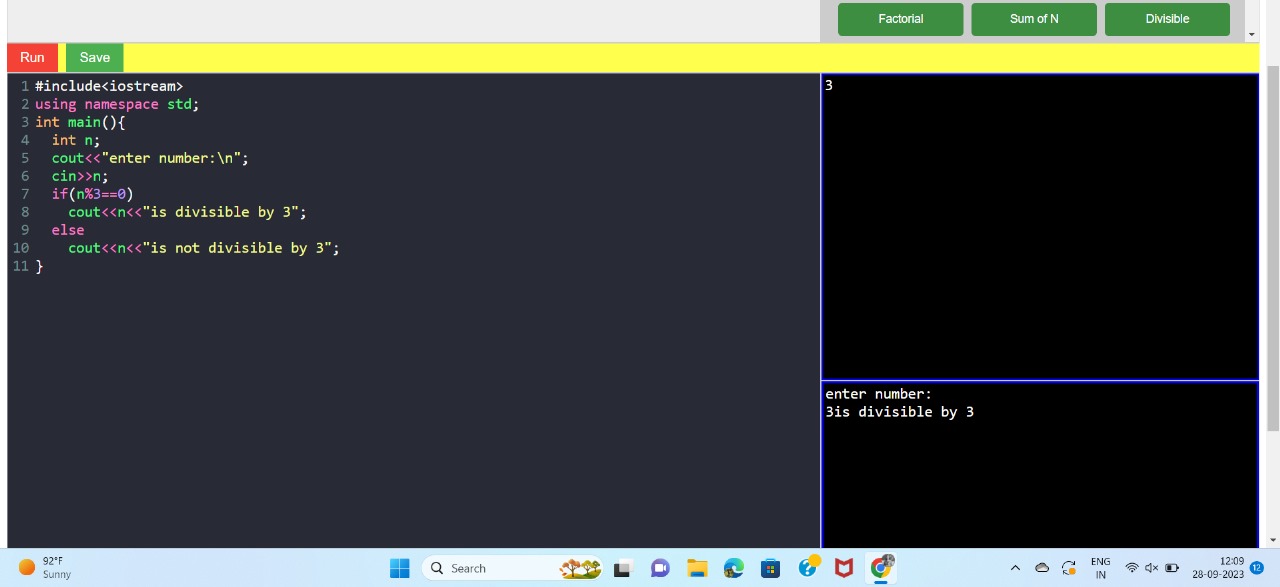 Factorial Sum of N Divisible
Run Save
1 #include<iostream>
2 using namespace std;
3 int main(){
4 int n;
5 cout<<"enter number:\n";
6 cin>>n;
7 if(n%3==0)
8 cout<<n<<"is divisible by 3";
9 else
10 cout<<n<<"is not divisible by 3";
11 }
3
enter number:
3is divisible by 3
92°F
Sunny
Search
ENG
IN
12:09
28-09-2023
12